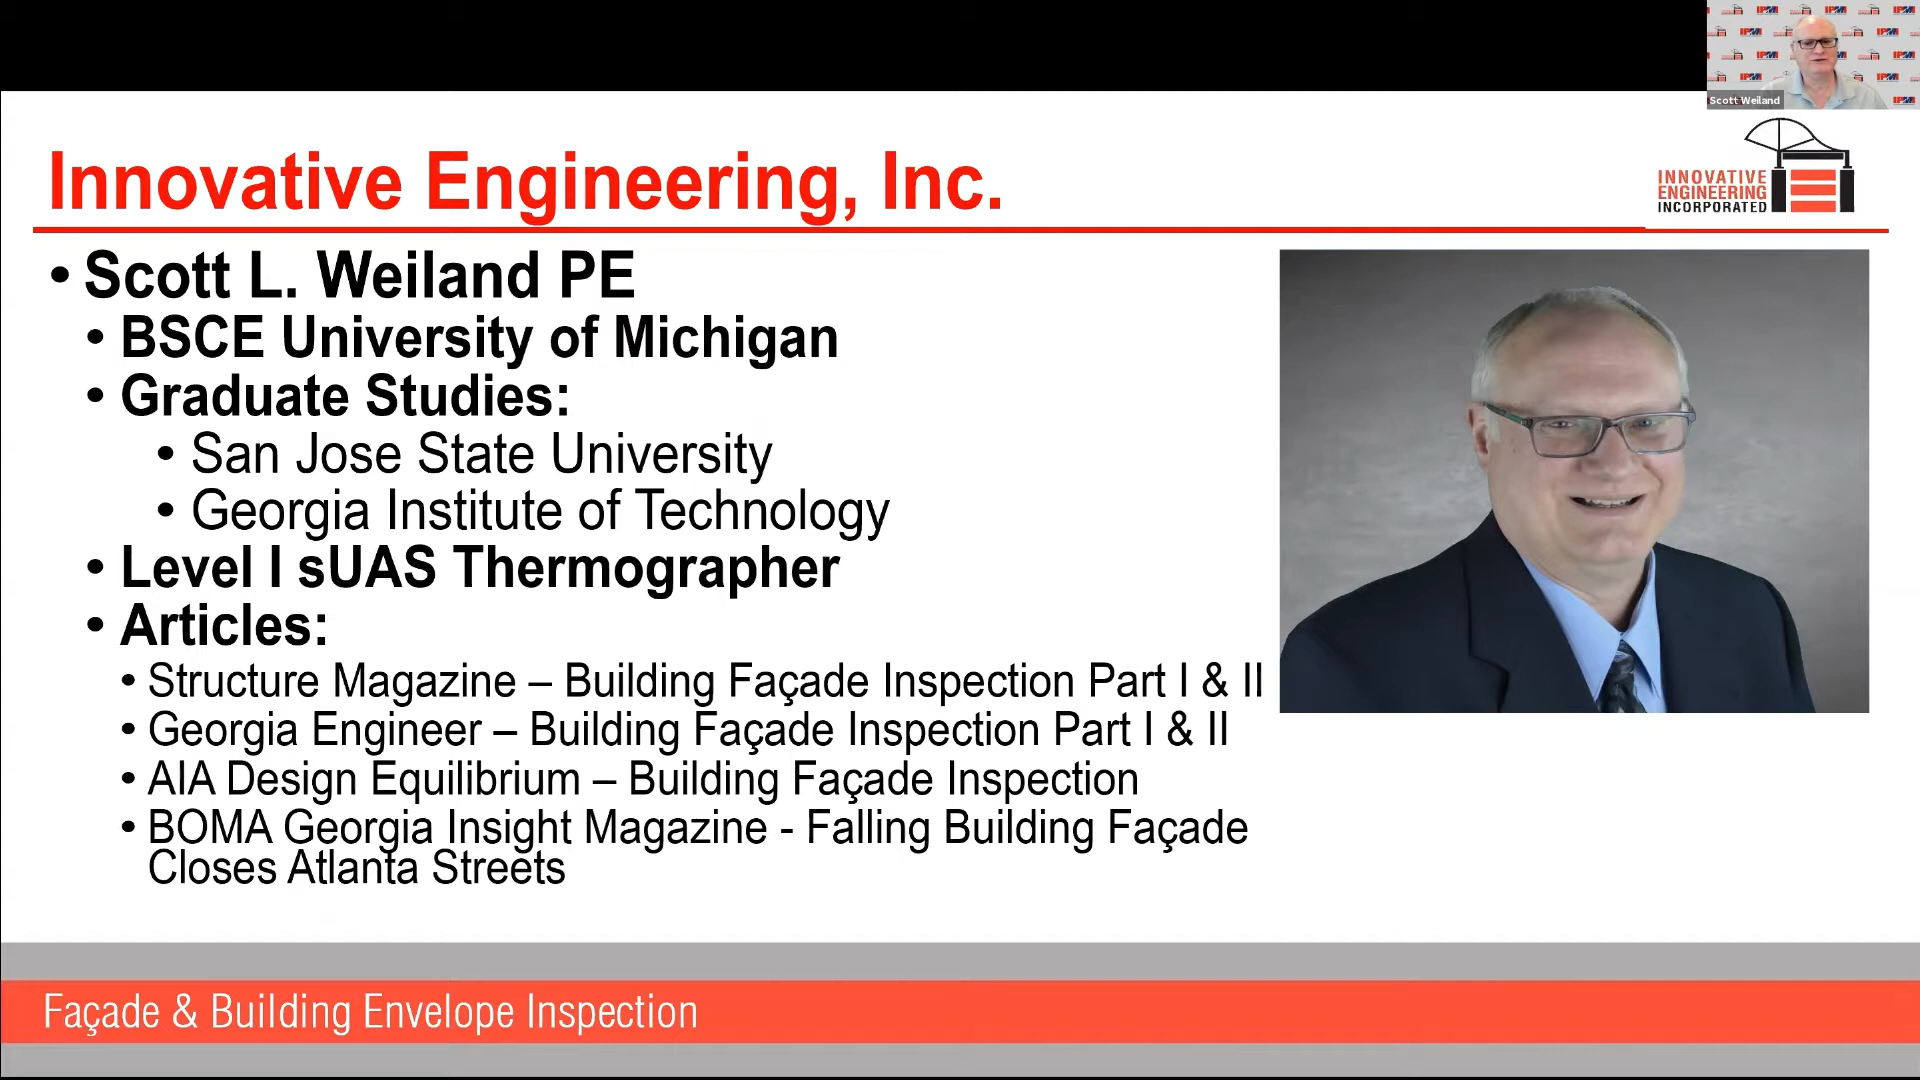 Scott Weiland
Innovative Engineering, Inc.
INNOVATIVE
ENGINEERING
INCORPORATED
• Scott L. Weiland PE
• BSCE University of Michigan
• Graduate Studies:
• San Jose State University
• Georgia Institute of Technology
• Level I sUAS Thermographer
• Articles:
• Structure Magazine – Building Façade Inspection Part I & II
• Georgia Engineer – Building Façade Inspection Part I & II
• AIA Design Equilibrium – Building Façade Inspection
• BOMA Georgia Insight Magazine - Falling Building Façade
Closes Atlanta Streets
Façade & Building Envelope Inspection